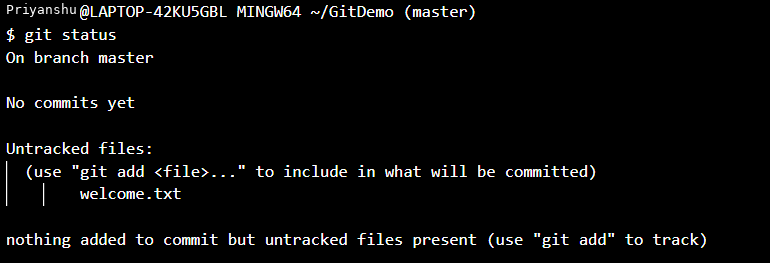 Priyanshu@LAPTOP-42KU5GBL MINGW64 ~/GitDemo (master)
$ git status
On branch master
No commits yet
Untracked files:
(use "git add <file>..." to include in what will be committed)
welcome.txt
nothing added to commit but untracked files present (use "git add" to track)